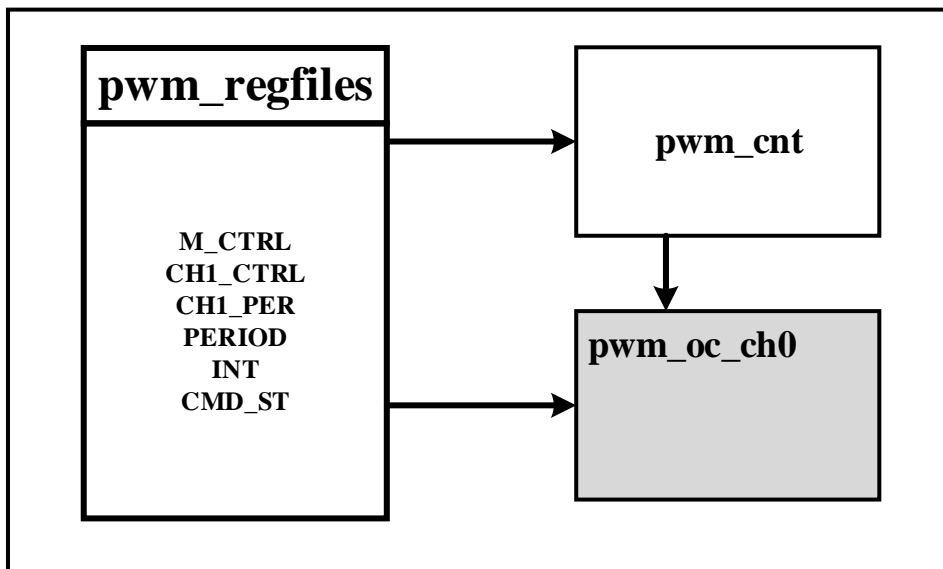 pwm_regfiles
M_CTRL
CH1_CTRL
CH1_PER
PERIOD
INT
CMD_ST
pwm_cnt
pwm_oc_ch0